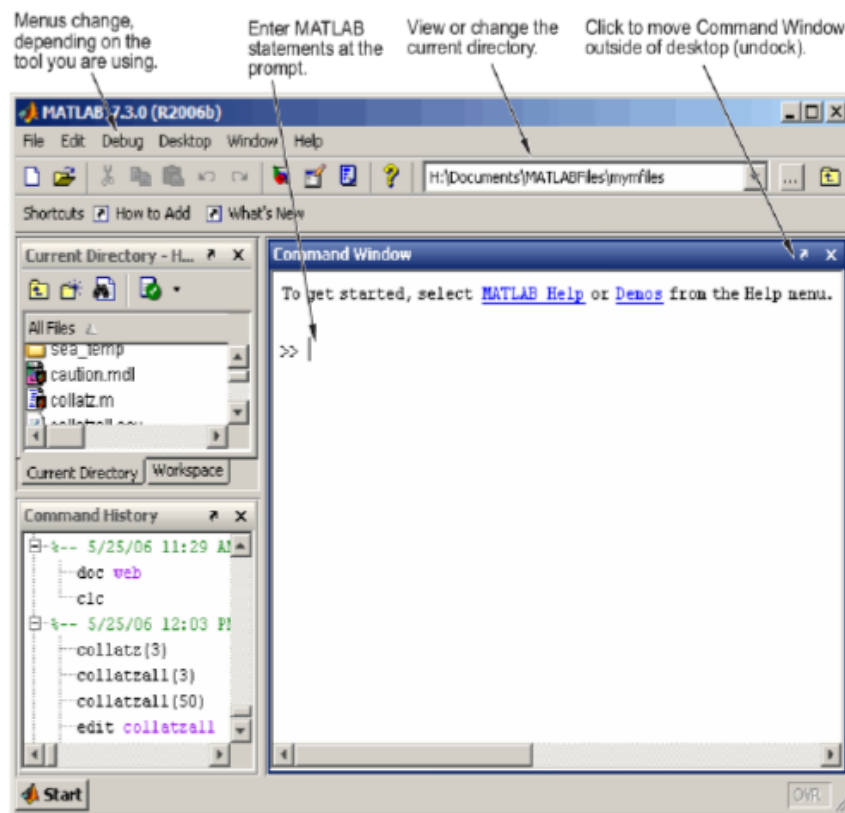 Menus change,
depending on the
tool you are using.
Enter MATLAB
statements at the
prompt.
View or change the
current directory.
Click to move Command Window
outside of desktop (undock).
MATLAB 7.3.0 (R2006b)
File Edit Debug Desktop Window Help
H:\Documents\MATLABFiles\mymfiles
Shortcuts How to Add What's New
Current Directory - H...
All Files
sea_temp
caution.mdl
collatz.m
Current Directory Workspace
Command History
%-- 5/25/06 11:29 AM
doc web
clc
%-- 5/25/06 12:03 PM
collatz(3)
collatzall(3)
collatzall(50)
edit collatzall
Command Window
To get started, select MATLAB Help or Demos from the Help menu.
>>
Start
OVR